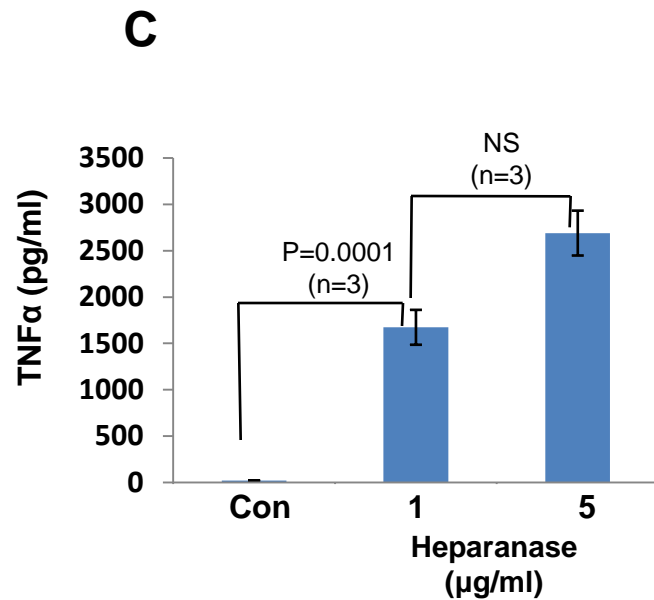 C
NS
(n=3)
P=0.0001
(n=3)
TNFα (pg/ml)
3500
3000
2500
2000
1500
1000
500
0
Con
1
5
Heparanase
(μg/ml)